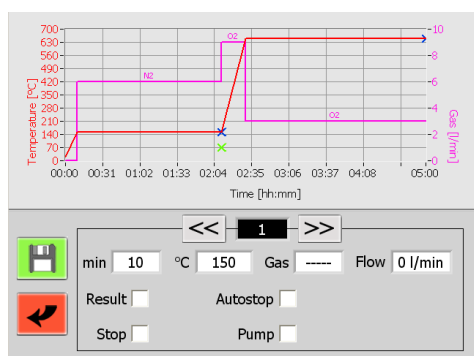 700
630
560
490
420
350
280
210
140
70
0
Temperature [ºC]
N2
O2
O2
10
8
6
4
2
0
Gas [l/min]
00:00 00:31 01:02 01:33 02:04 02:35 03:06 03:37 04:08 05:00
Time [hh:mm]
<< 1 >>
min 10 ºC 150 Gas ----- Flow 0 l/min
Result Autostop
Stop Pump